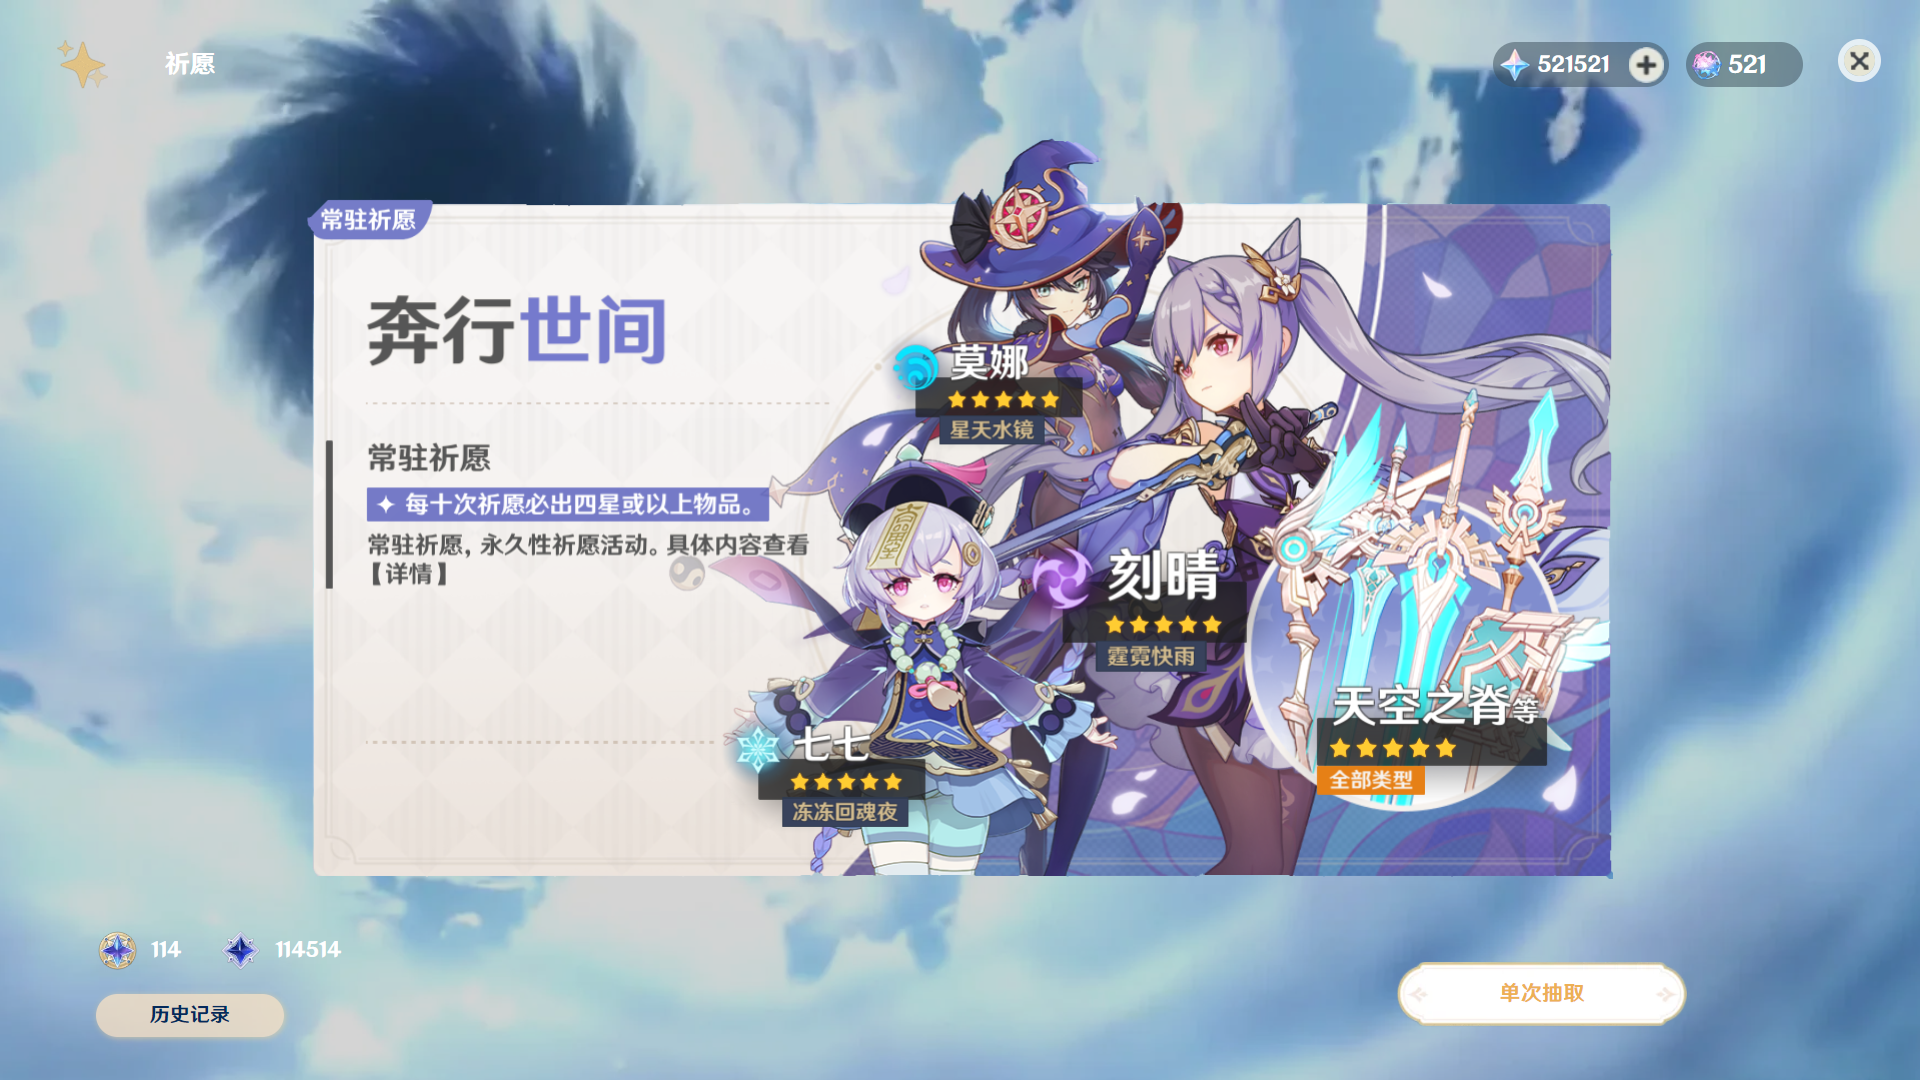 祈愿
521521
521
常驻祈愿
奔行世间
常驻祈愿
每十次祈愿必出四星或以上物品。
常驻祈愿，永久性祈愿活动。具体内容查看
【详情】
莫娜
星天水镜
刻晴
霆霓快雨
天空之脊等
全部类型
七七
冻冻回魂夜
114
114514
历史记录
单次抽取